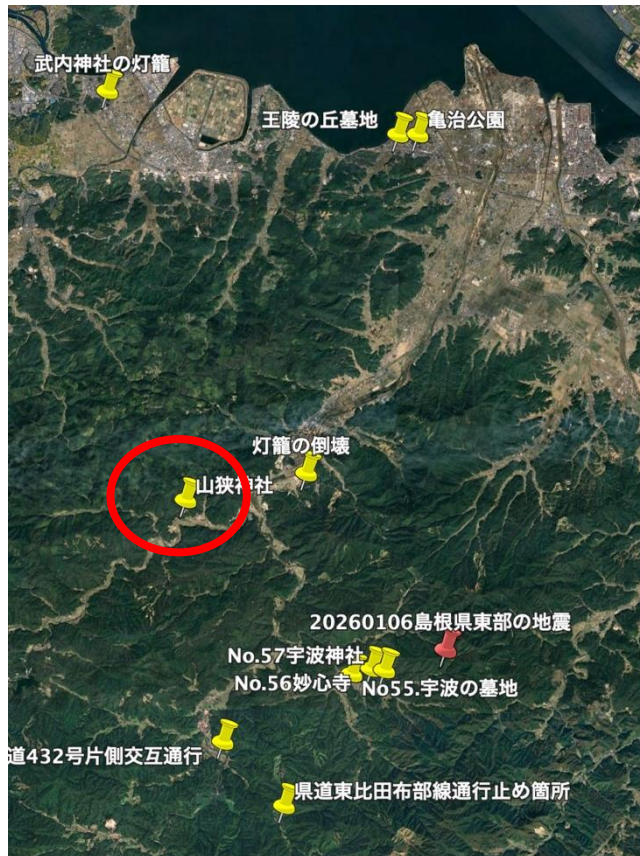 武内神社の灯籠
王陵の丘墓地
亀治公園
灯籠の倒壊
山狭神社
20260106島根県東部の地震
No.57宇波神社
No.56妙心寺
No55.宇波の墓地
道432号片側交互通行
県道東比田布部線通行止め箇所